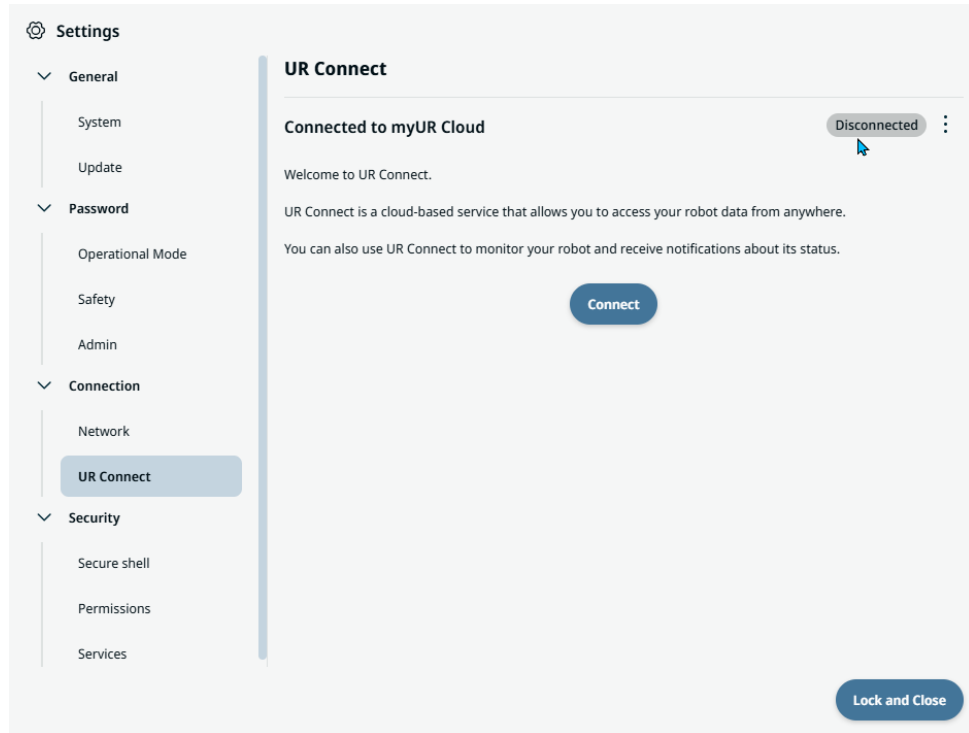 Settings
General
System
Update
Password
Operational Mode
Safety
Admin
Connection
Network
UR Connect
Security
Secure shell
Permissions
Services
UR Connect
Connected to myUR Cloud
Disconnected
Welcome to UR Connect.
UR Connect is a cloud-based service that allows you to access your robot data from anywhere.
You can also use UR Connect to monitor your robot and receive notifications about its status.
Connect
Lock and Close